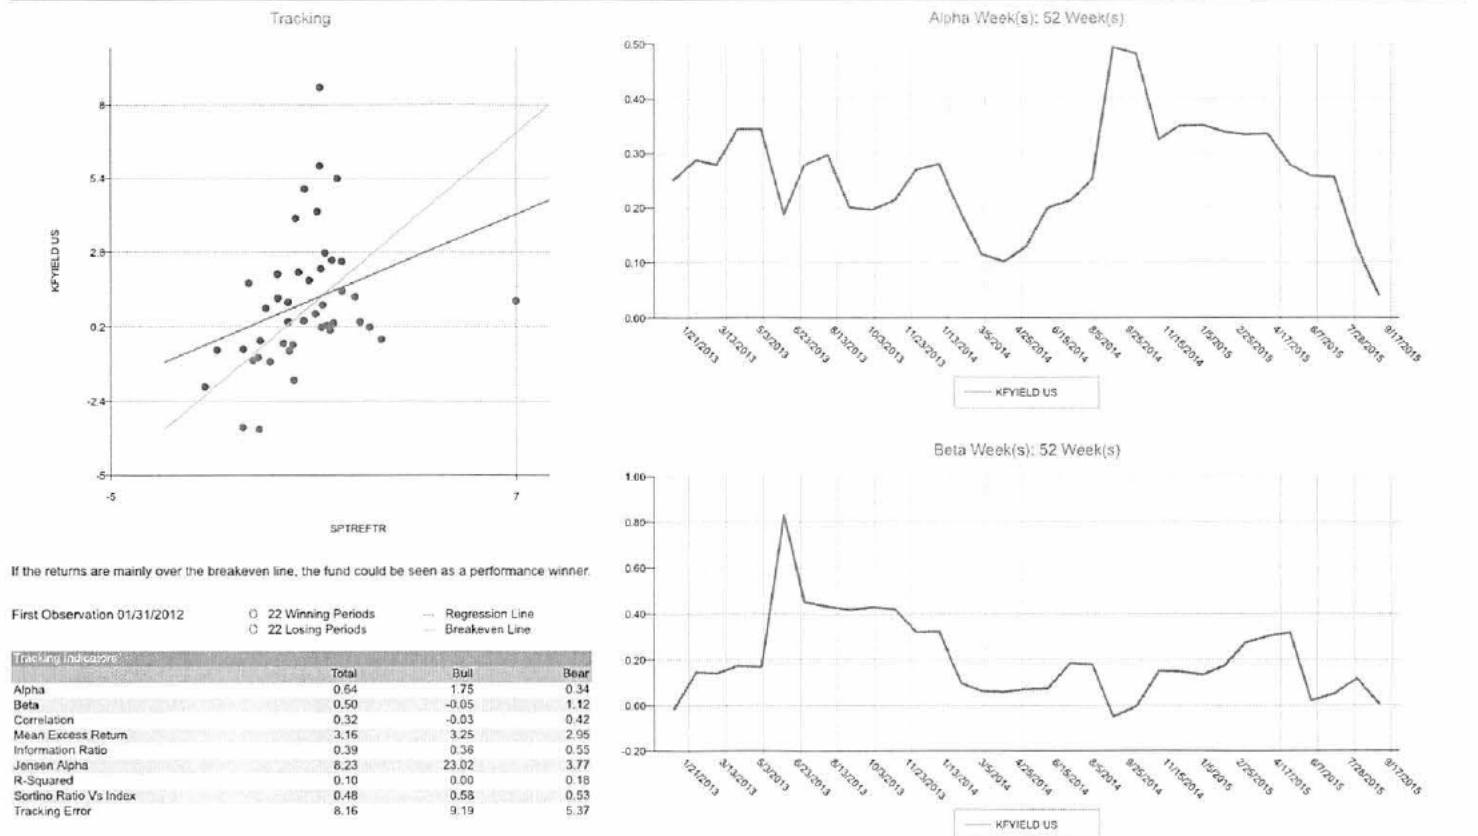 Tracking
8
5.4
2.8
0.2
-2.4
-5
-5
7
KFYIELD US
SPTREFTR
If the returns are mainly over the breakeven line, the fund could be seen as a performance winner.
First Observation 01/31/2012
22 Winning Periods
22 Losing Periods
Regression Line
Breakeven Line
Tracking Indicators
Total Bull Bear
Alpha 0.64 1.75 0.34
Beta 0.50 -0.05 1.12
Correlation 0.32 -0.03 0.42
Mean Excess Return 3.16 3.25 2.95
Information Ratio 0.39 0.36 0.55
Jensen Alpha 8.23 23.02 3.77
R-Squared 0.10 0.00 0.18
Sortino Ratio Vs Index 0.48 0.58 0.53
Tracking Error 8.16 9.19 5.37
Alpha Week(s): 52 Week(s)
0.50
0.40
0.30
0.20
0.10
0.00
1/21/2013 3/13/2013 5/3/2013 6/23/2013 8/13/2013 10/3/2013 11/23/2013 1/13/2014 3/5/2014 4/25/2014 6/15/2014 8/5/2014 9/25/2014 11/15/2014 1/5/2015 2/25/2015 4/17/2015 6/7/2015 7/28/2015 9/17/2015
KFYIELD US
Beta Week(s): 52 Week(s)
1.00
0.80
0.60
0.40
0.20
0.00
-0.20
1/21/2013 3/13/2013 5/3/2013 6/23/2013 8/13/2013 10/3/2013 11/23/2013 1/13/2014 3/5/2014 4/25/2014 6/15/2014 8/5/2014 9/25/2014 11/15/2014 1/5/2015 2/25/2015 4/17/2015 6/7/2015 7/28/2015 9/17/2015
KFYIELD US